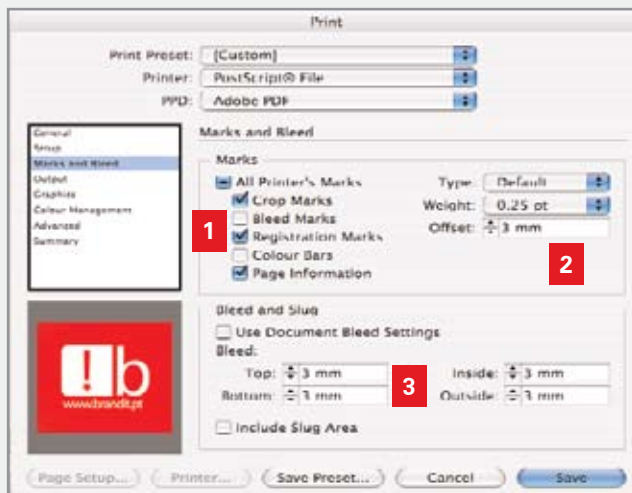 Print
Print Preset: [Custom]
Printer: PostScript® File
PPD: Adobe PDF
General
Setup
Marks and Bleed
Output
Graphics
Colour Management
Advanced
Summary
Marks and Bleed
Marks
All Printer's Marks
Crop Marks
Bleed Marks
Registration Marks
Colour Bars
Page Information
Type: Default
Weight: 0.25 pt
Offset: 3 mm
1
2
Bleed and Slug
Use Document Bleed Settings
Bleed:
Top: 3 mm
Bottom: 3 mm
3
Inside: 3 mm
Outside: 3 mm
Include Slug Area
!b
www.brandit.pt
Page Setup... Printer... Save Preset... Cancel Save